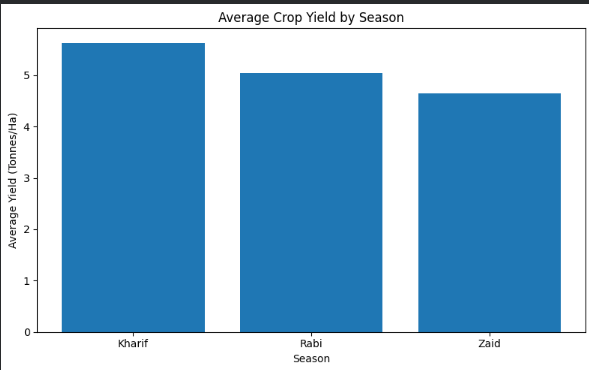 Average Crop Yield by Season
Average Yield (Tonnes/Ha)
5
4
3
2
1
0
Kharif
Rabi
Zaid
Season